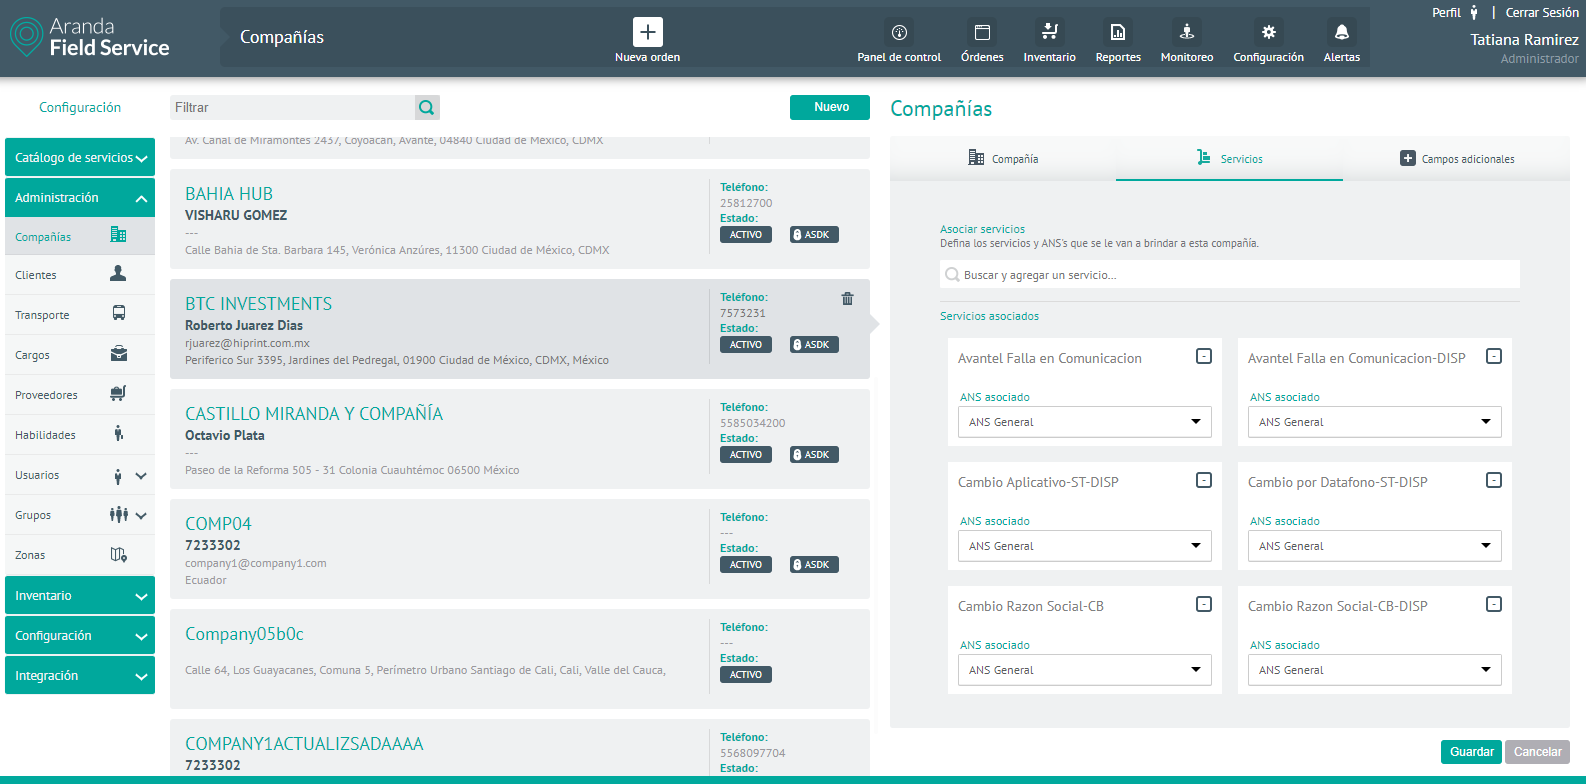 Aranda
Field Service
Compañías
Nueva orden
Panel de control
Órdenes
Inventario
Reportes
Monitoreo
Configuración
Alertas
Perfil | Cerrar Sesión
Tatiana Ramirez
Administrador
Configuración
Catálogo de servicios
Administración
Compañías
Clientes
Transporte
Cargos
Proveedores
Habilidades
Usuarios
Grupos
Zonas
Inventario
Configuración
Integración
Filtrar
Nuevo
Av. Canal de Miramontes 2437, Coyoacan, Avante, 04840 Ciudad de México, CDMX
BAHIA HUB
VISHARU GOMEZ
---
Calle Bahia de Sta. Barbara 145, Verónica Anzúres, 11300 Ciudad de México, CDMX
Teléfono:
25812700
Estado:
ACTIVO ASDK
BTC INVESTMENTS
Roberto Juarez Dias
rjuarez@hiprint.com.mx
Periferico Sur 3395, Jardines del Pedregal, 01900 Ciudad de México, CDMX, México
Teléfono:
7573231
Estado:
ACTIVO ASDK
CASTILLO MIRANDA Y COMPAÑÍA
Octavio Plata
---
Paseo de la Reforma 505 - 31 Colonia Cuauhtémoc 06500 México
Teléfono:
5585034200
Estado:
ACTIVO ASDK
COMP04
7233302
company1@company1.com
Ecuador
Teléfono:
---
Estado:
ACTIVO ASDK
Company05b0c
Calle 64, Los Guayacanes, Comuna 5, Perímetro Urbano Santiago de Cali, Cali, Valle del Cauca,
Teléfono:
---
Estado:
ACTIVO
COMPANY1ACTUALIZSADAAAA
7233302
Teléfono:
5568097704
Estado:
Compañías
Compañía
Servicios
Campos adicionales
Asociar servicios
Defina los servicios y ANS's que se le van a brindar a esta compañía.
Buscar y agregar un servicio...
Servicios asociados
Avantel Falla en Comunicacion
ANS asociado
ANS General
Avantel Falla en Comunicacion-DISP
ANS asociado
ANS General
Cambio Aplicativo-ST-DISP
ANS asociado
ANS General
Cambio por Datafono-ST-DISP
ANS asociado
ANS General
Cambio Razon Social-CB
ANS asociado
ANS General
Cambio Razon Social-CB-DISP
ANS asociado
ANS General
Guardar
Cancelar